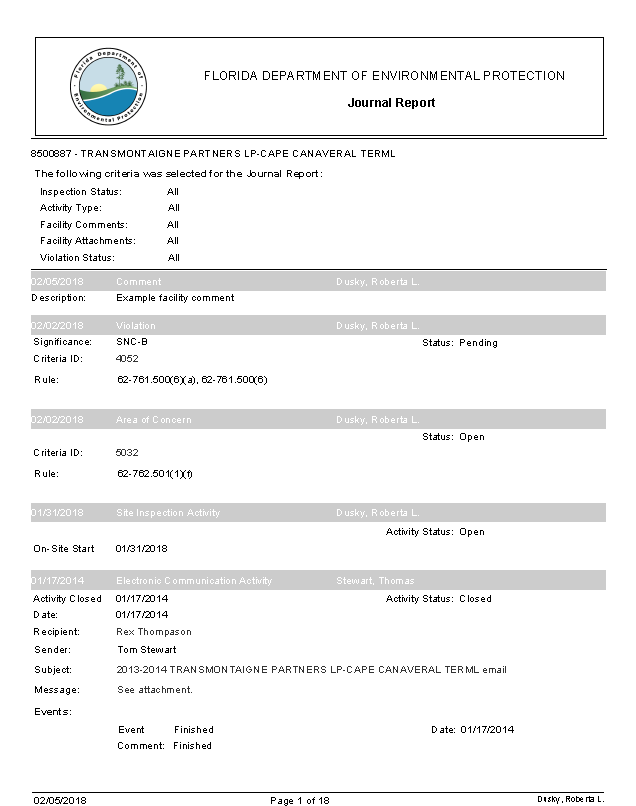 Florida Department of
Environmental Protection
FLORIDA DEPARTMENT OF ENVIRONMENTAL PROTECTION
Journal Report
8500887 - TRANSMONTAIGNE PARTNERS LP-CAPE CANAVERAL TERML
The following criteria was selected for the Journal Report:
Inspection Status: All
Activity Type: All
Facility Comments: All
Facility Attachments: All
Violation Status: All
02/05/2018 Comment Dusky, Roberta L.
Description: Example facility comment
02/02/2018 Violation Dusky, Roberta L.
Significance: SNC-B Status: Pending
Criteria ID: 4052
Rule: 62-761.500(6)(a), 62-761.500(6)
02/02/2018 Area of Concern Dusky, Roberta L.
Status: Open
Criteria ID: 5032
Rule: 62-762.501(1)(f)
01/31/2018 Site Inspection Activity Dusky, Roberta L.
Activity Status: Open
On-Site Start 01/31/2018
01/17/2014 Electronic Communication Activity Stewart, Thomas
Activity Closed 01/17/2014 Activity Status: Closed
Date: 01/17/2014
Recipient: Rex Thompason
Sender: Tom Stewart
Subject: 2013-2014 TRANSMONTAIGNE PARTNERS LP-CAPE CANAVERAL TERML email
Message: See attachment.
Events:
Event Finished Date: 01/17/2014
Comment: Finished
02/05/2018 Page 1 of 18 Dusky, Roberta L.